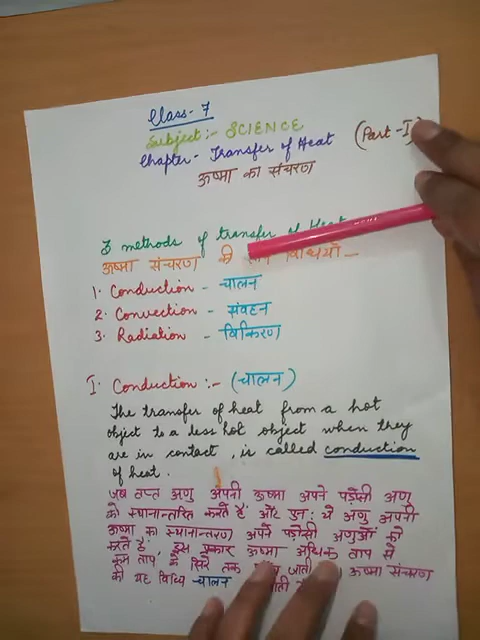 Class - 7
Subject:- SCIENCE
Chapter - Transfer of Heat (Part - I)
ऊष्मा का संचरण
3 methods of transfer of Heat
ऊष्मा संचरण की विधियाँ -
1. Conduction - चालन
2. Convection - संवहन
3. Radiation - विकिरण
1. Conduction :- (चालन)
The transfer of heat from a hot
object to a less hot object when they
are in contact, is called conduction
of heat.
जब तप्त अणु अपनी ऊष्मा अपने पड़ोसी अणु
को स्थानान्तरित करते हैं और पुन: ये अणु अपनी
ऊष्मा का स्थानान्तरण अपने पड़ोसी अणुओं को
करते हैं, इस प्रकार ऊष्मा अधिक ताप से
कम ताप के सिरे तक जाती ऊष्मा संचरण
की यह विधि चालन